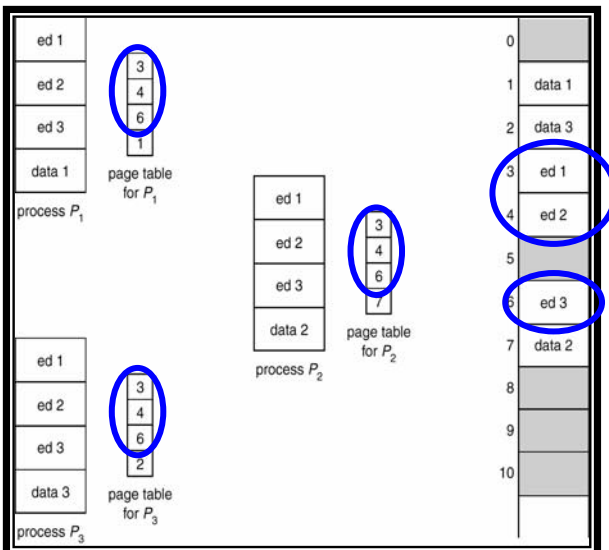 ed 1
ed 2
ed 3
data 1
process P1
3
4
6
1
page table
for P1
ed 1
ed 2
ed 3
data 2
process P2
3
4
6
7
page table
for P2
ed 1
ed 2
ed 3
data 3
process P3
3
4
6
2
page table
for P3
0
1 data 1
2 data 3
3 ed 1
4 ed 2
5
6 ed 3
7 data 2
8
9
10